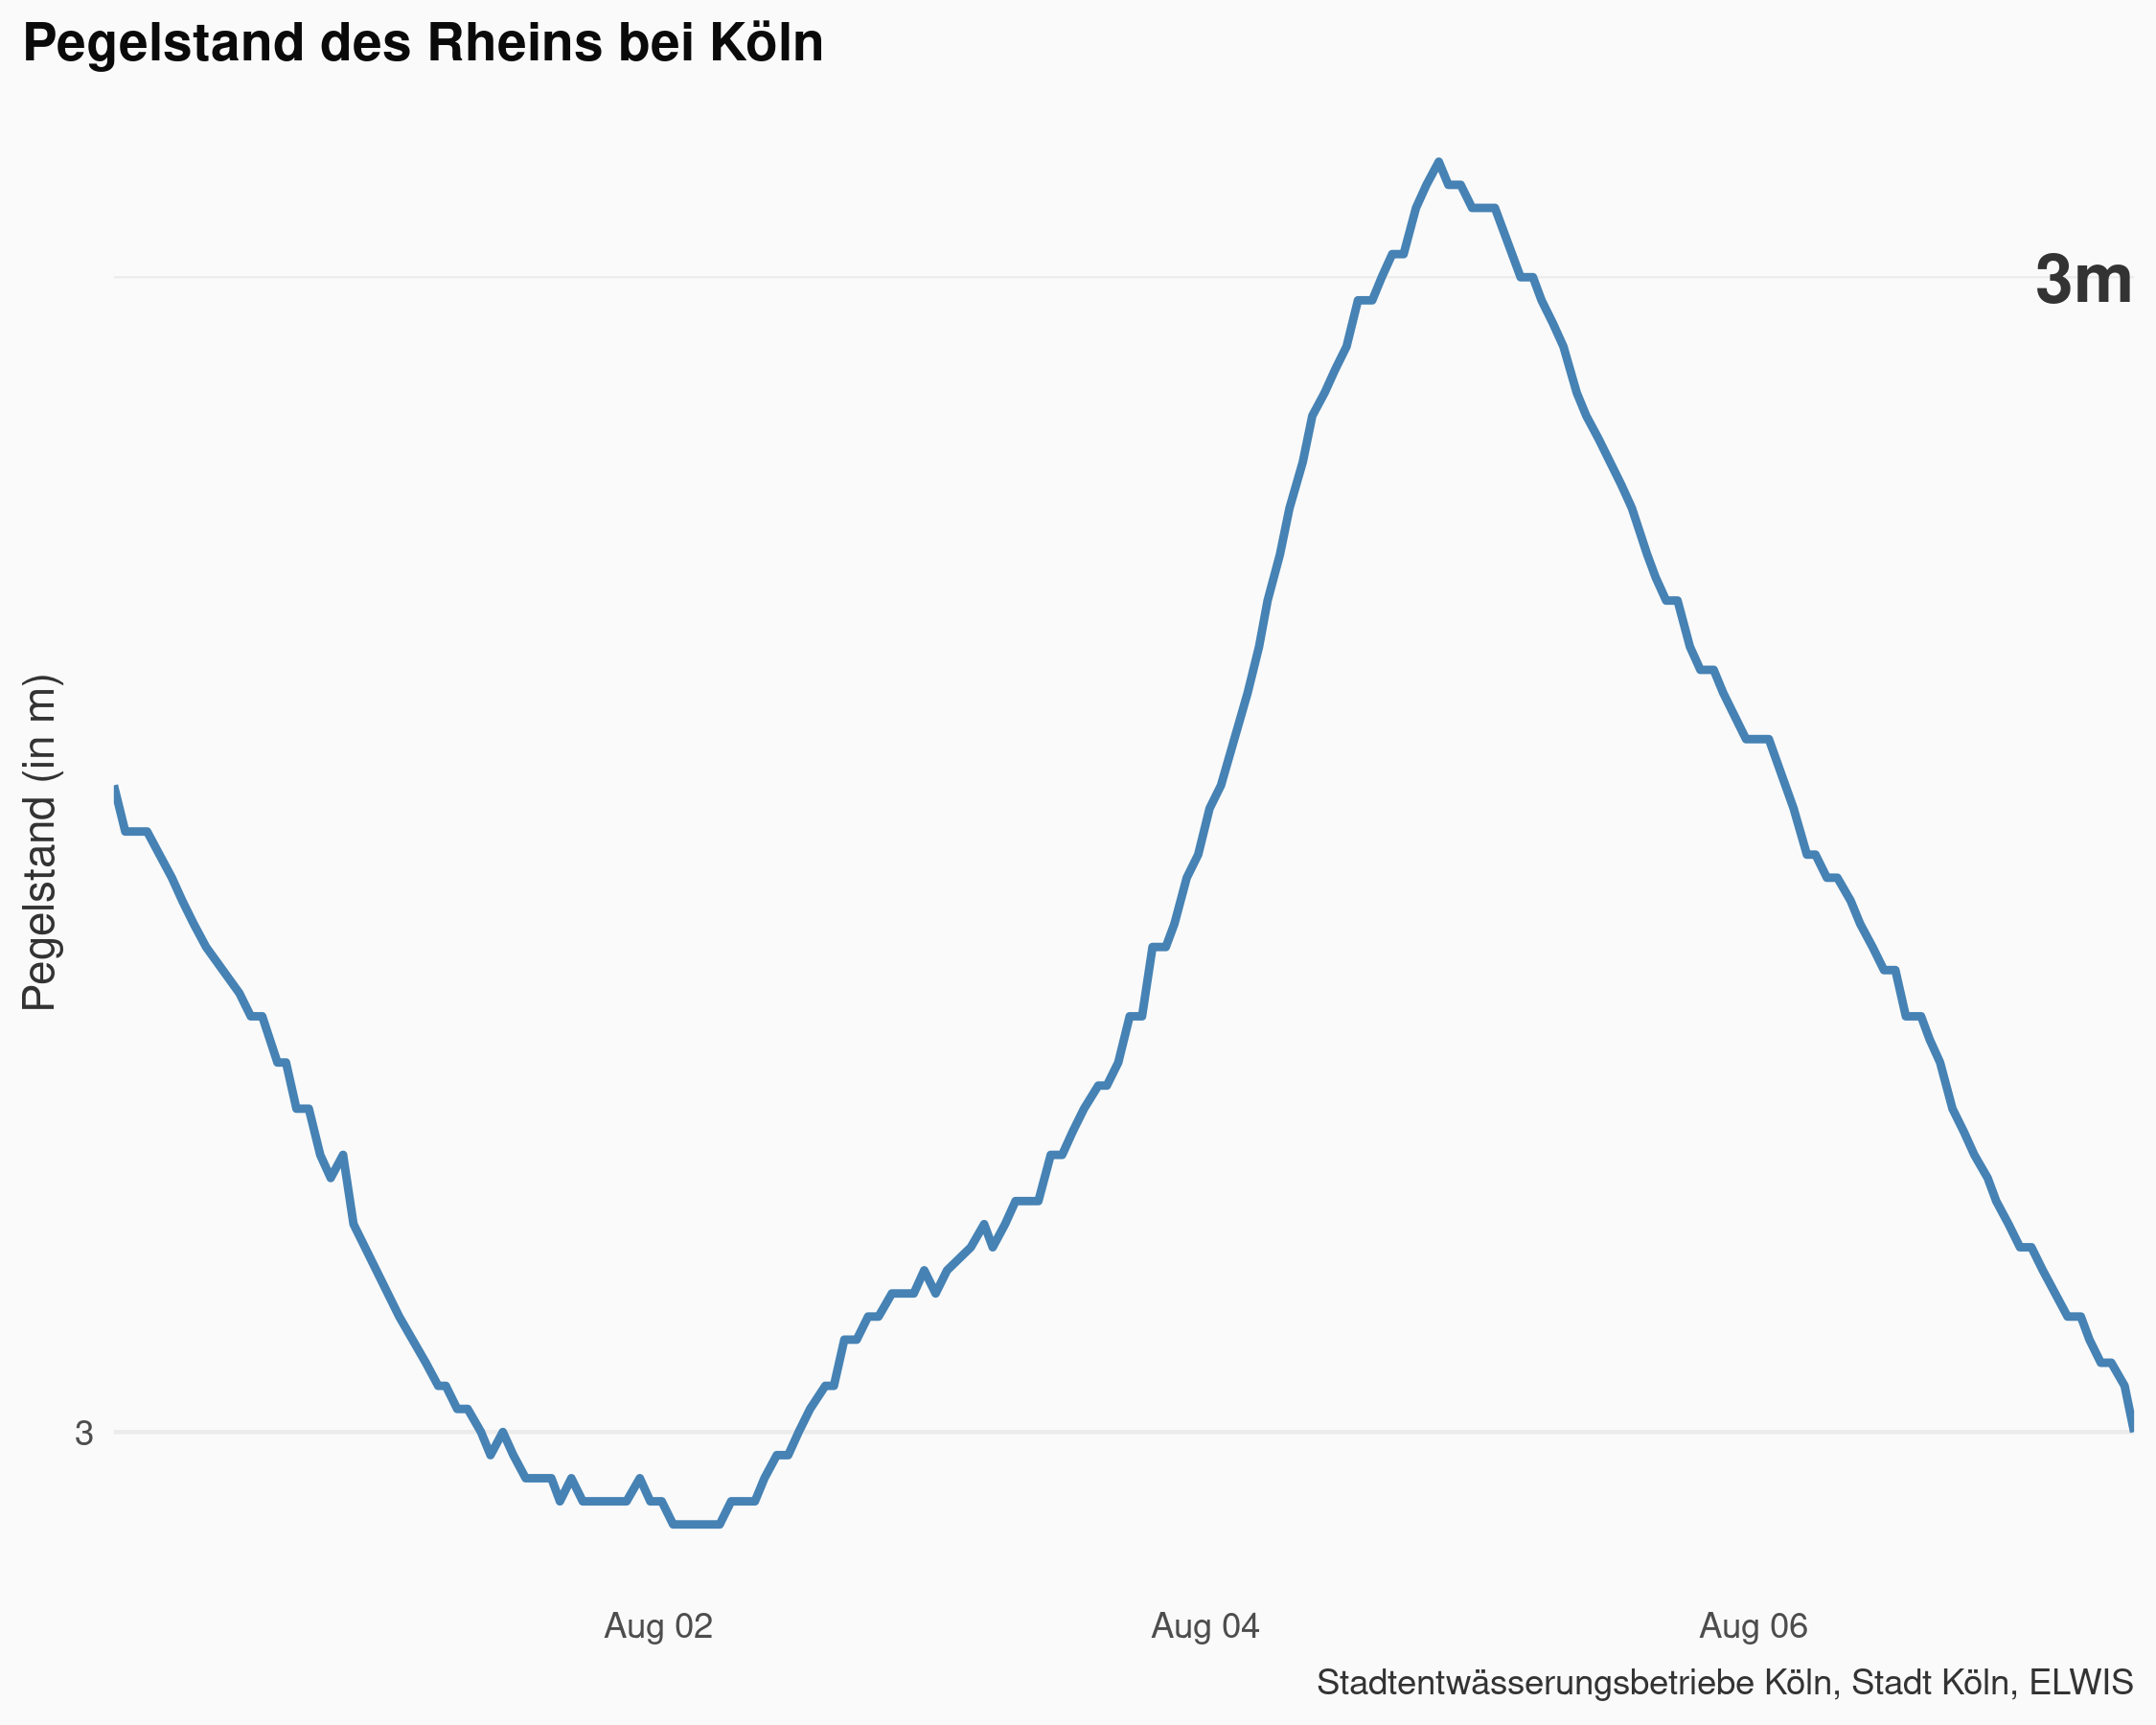 Pegelstand des Rheins bei Köln
3m
Pegelstand (in m)
3
Aug 02
Aug 04
Aug 06
Stadtentwässerungsbetriebe Köln, Stadt Köln, ELWIS